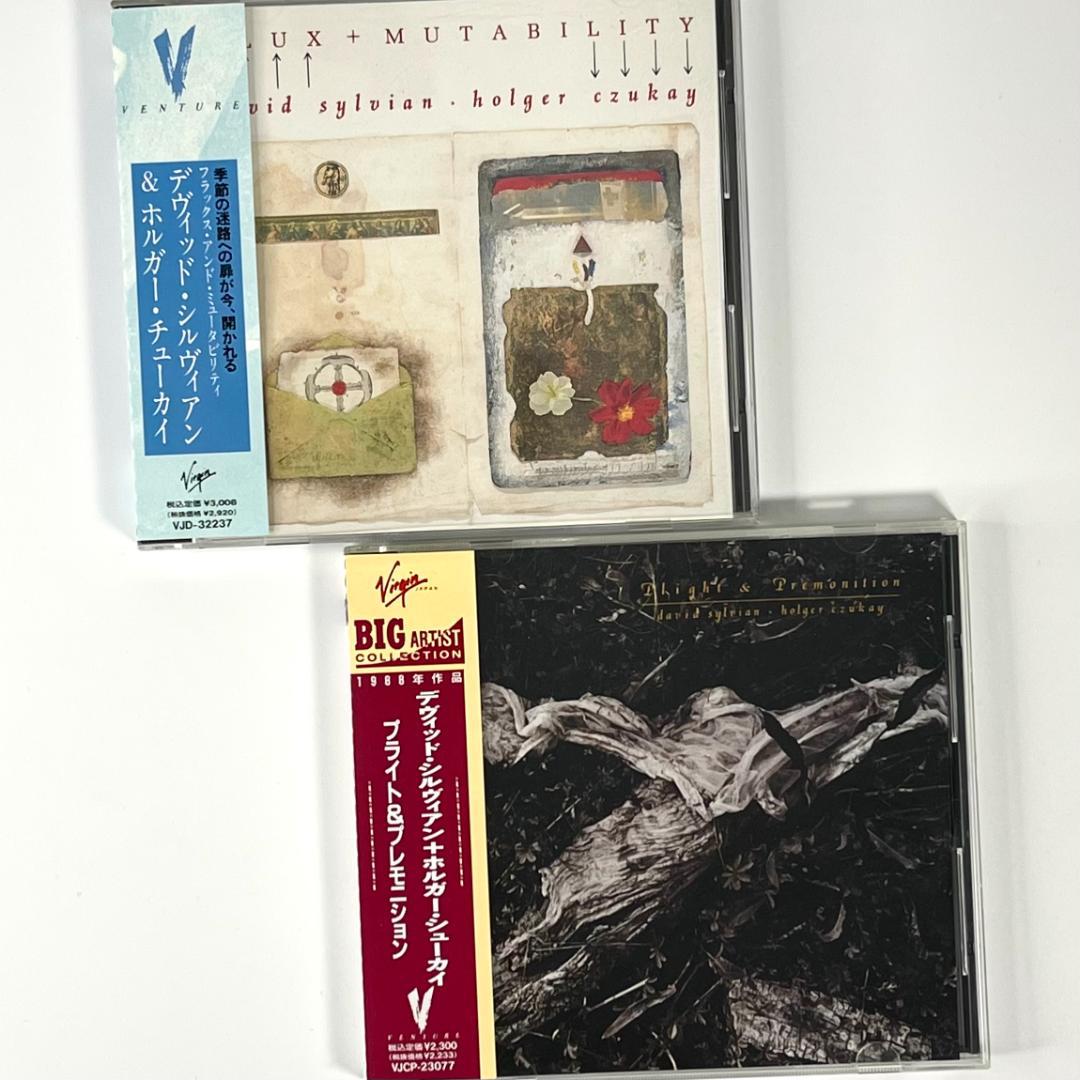 LUX + MUTABILITY
vid sylvian · holger czukay
VENTURE
季節の迷路への扉が今、開かれる
フラックス・アンド・ミュータビリティ
デヴィッド・シルヴィアン
& ホルガー・チューカイ
Virgin
税込定価 ¥3,008
(税抜価格 ¥2,920)
VJD-32237
Virgin
JAPAN
BIG ARTIST
COLLECTION
1988年作品
デヴィッド・シルヴィアン+ホルガー・シューカイ
プライト&プレモニション
VENTURE
税込定価 ¥2,300
(税抜価格 ¥2,233)
VJCP-23077
Plight & Premonition
david sylvian · holger czukay